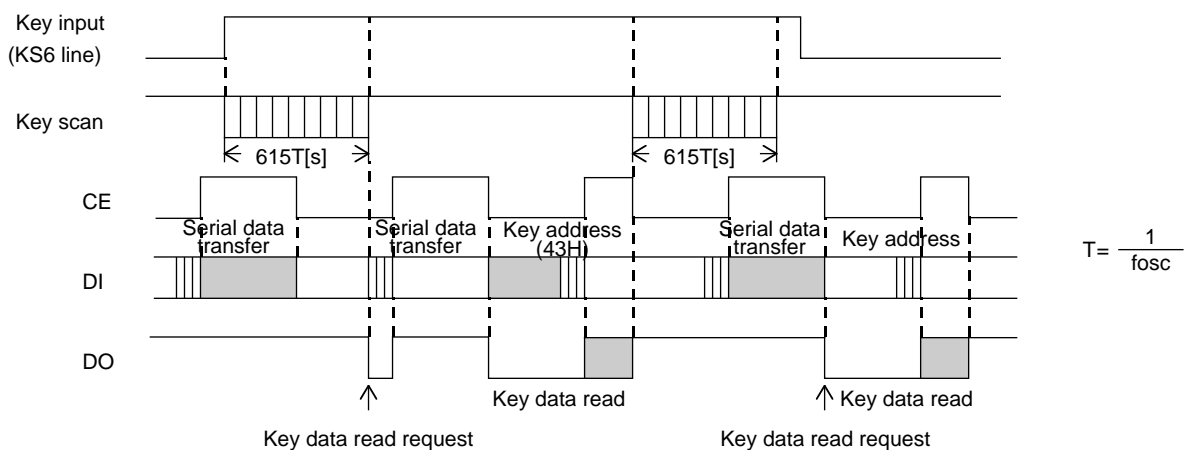 Key input
(KS6 line)
Key scan
615T[s]
615T[s]
CE
Serial data
transfer
Serial data
transfer
Key address
(43H)
Serial data
transfer
Key address
T= 1
fosc
DI
DO
Key data read
Key data read
Key data read request
Key data read request